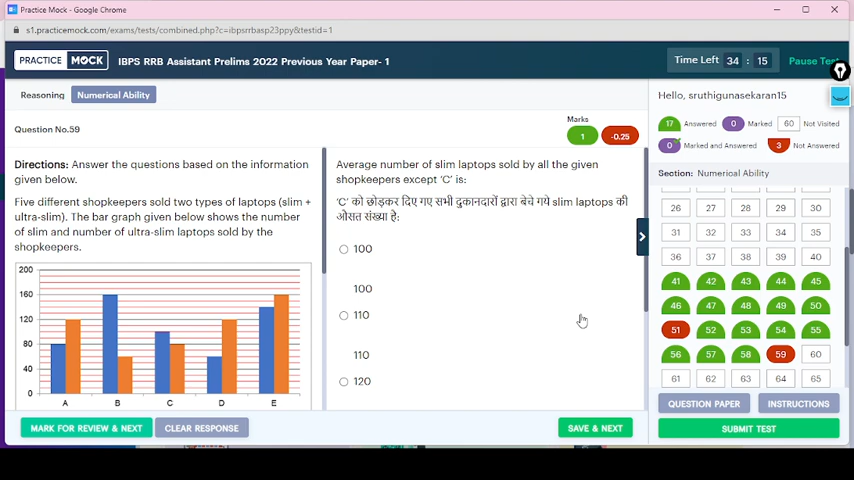 Practice Mock - Google Chrome
s1.practicemock.com/exams/tests/combined.php?c=ibpsrrbasp23ppy&testid=1
PRACTICE MOCK
IBPS RRB Assistant Prelims 2022 Previous Year Paper- 1
Time Left 34 : 15
Pause Test
Reasoning
Numerical Ability
Hello, sruthigunasekaran15
Question No.59
Marks
1 -0.25
17 Answered 0 Marked 60 Not Visited
0 Marked and Answered 3 Not Answered
Section: Numerical Ability
Directions: Answer the questions based on the information
given below.
Five different shopkeepers sold two types of laptops (slim +
ultra-slim). The bar graph given below shows the number
of slim and number of ultra-slim laptops sold by the
shopkeepers.
200
160
120
80
40
0
A B C D E
Average number of slim laptops sold by all the given
shopkeepers except 'C' is:
'C' को छोड़कर दिए गए सभी दुकानदारों द्वारा बेचे गये slim laptops की
औसत संख्या है:
100
100
110
110
120
26 27 28 29 30
31 32 33 34 35
36 37 38 39 40
41 42 43 44 45
46 47 48 49 50
51 52 53 54 55
56 57 58 59 60
61 62 63 64 65
MARK FOR REVIEW & NEXT
CLEAR RESPONSE
SAVE & NEXT
QUESTION PAPER
INSTRUCTIONS
SUBMIT TEST